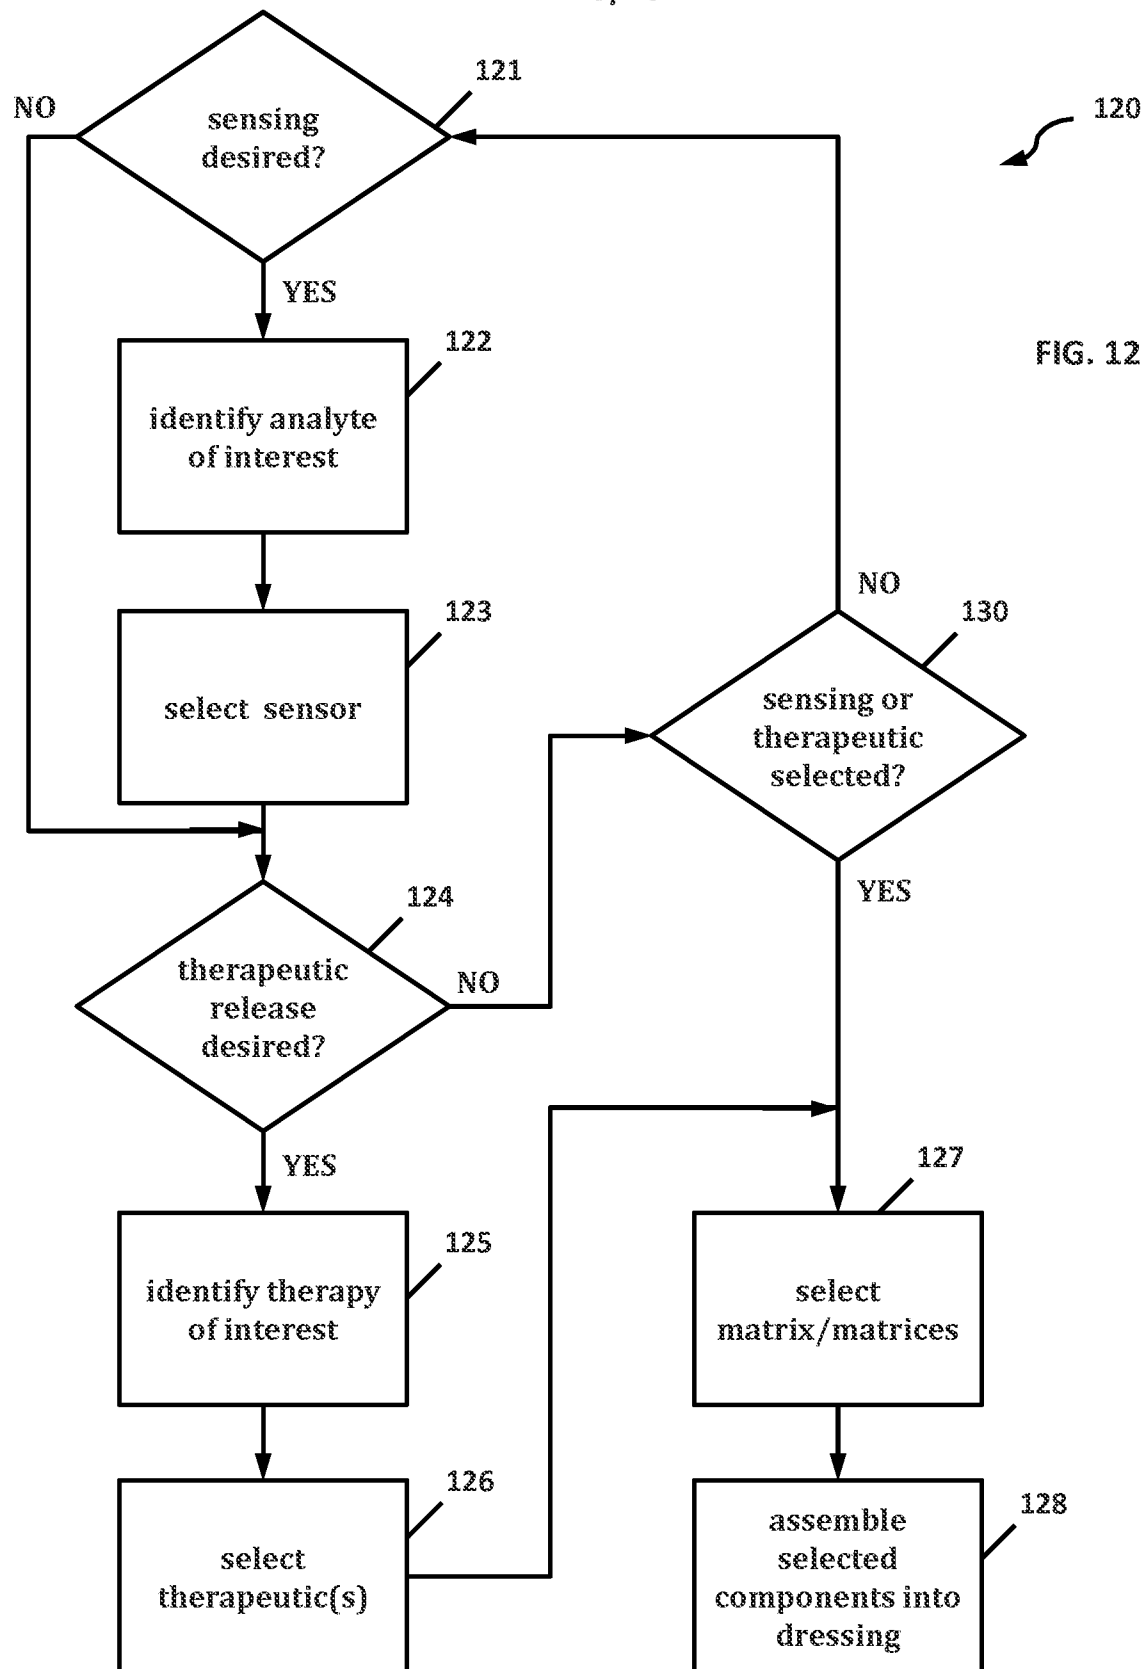 121
120
NO
sensing
desired?
YES
122
FIG. 12
identify analyte
of interest
123
NO
130
select sensor
sensing or
therapeutic
selected?
124
YES
therapeutic
release
desired?
NO
YES
127
125
identify therapy
of interest
select
matrix/matrices
126
128
select
therapeutic(s)
assemble
selected
components into
dressing